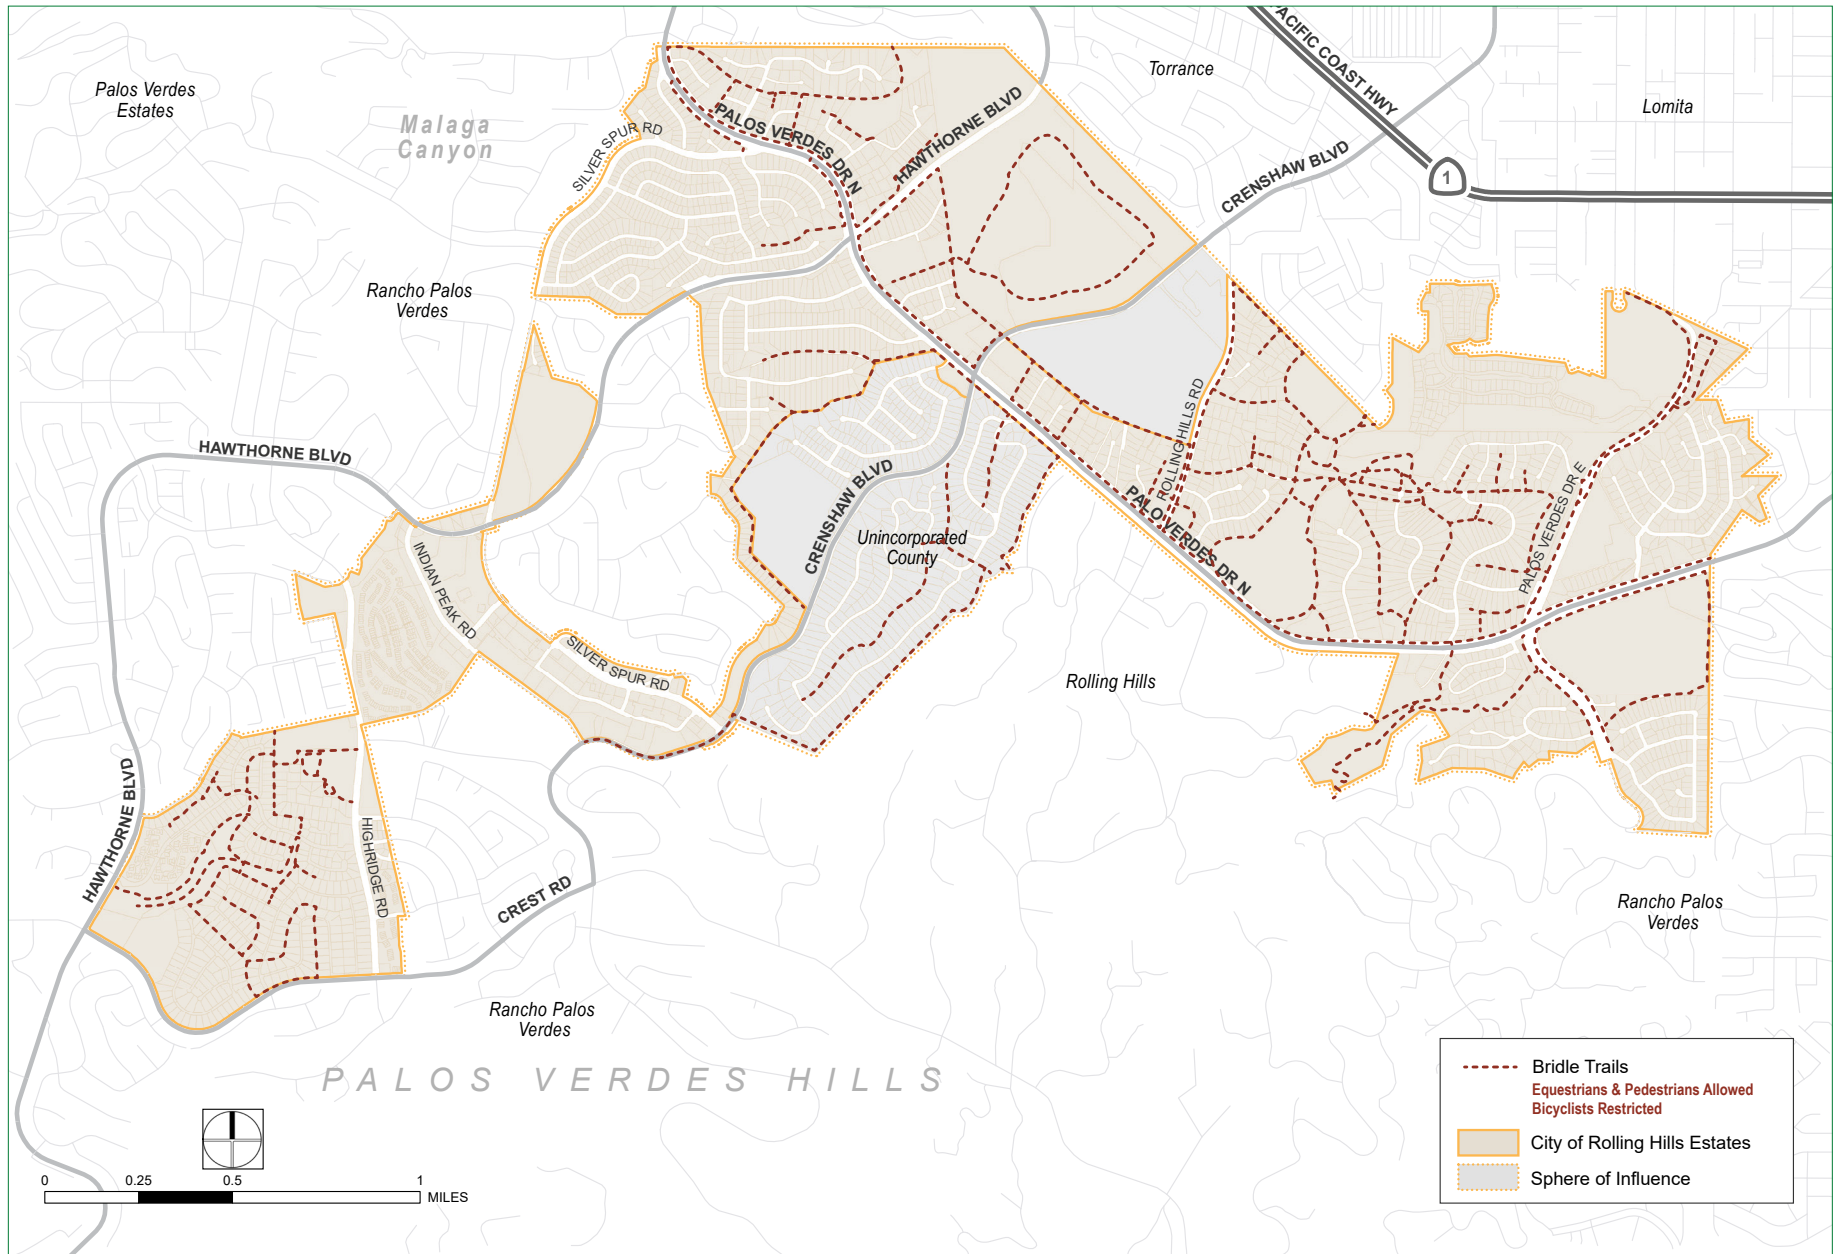 ACIFIC COAST HWY
Torrance
Palos Verdes
Estates
Lomita
Malaga
Canyon
SILVER SPUR RD
PALOS VERDES DR N
HAWTHORNE BLVD
CRENSHAW BLVD
1
Rancho Palos
Verdes
ROLLING HILLS RD
HAWTHORNE BLVD
CRENSHAW BLVD
PALO VERDES DR N
PALOS VERDES DR E
Unincorporated
County
INDIAN PEAK RD
SILVER SPUR RD
Rolling Hills
HAWTHORNE BLVD
HIGHRIDGE RD
CREST RD
Rancho Palos
Verdes
Rancho Palos
Verdes
PALOS VERDES HILLS
Bridle Trails
Equestrians & Pedestrians Allowed
Bicyclists Restricted
City of Rolling Hills Estates
Sphere of Influence
0 0.25 0.5 1
MILES